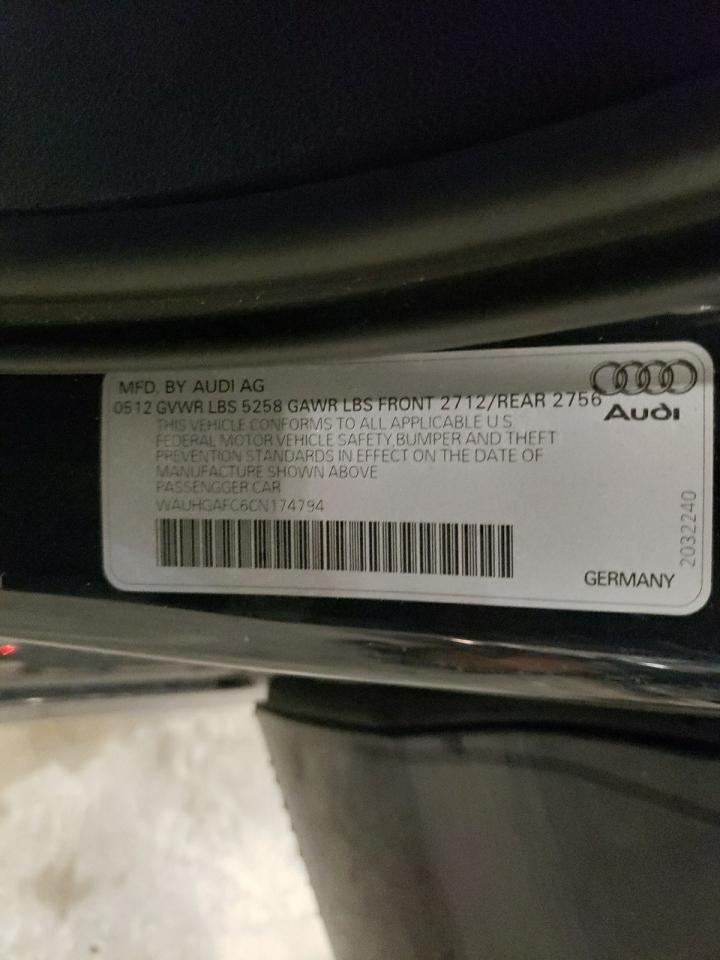 MFD. BY AUDI AG
0512 GVWR LBS 5258 GAWR LBS FRONT 2712/REAR 2756
Audi
THIS VEHICLE CONFORMS TO ALL APPLICABLE U S
FEDERAL MOTOR VEHICLE SAFETY,BUMPER AND THEFT
PREVENTION STANDARDS IN EFFECT ON THE DATE OF
MANUFACTURE SHOWN ABOVE
PASSENGGER CAR
WAUHGAFC6CN174794
2032240
GERMANY